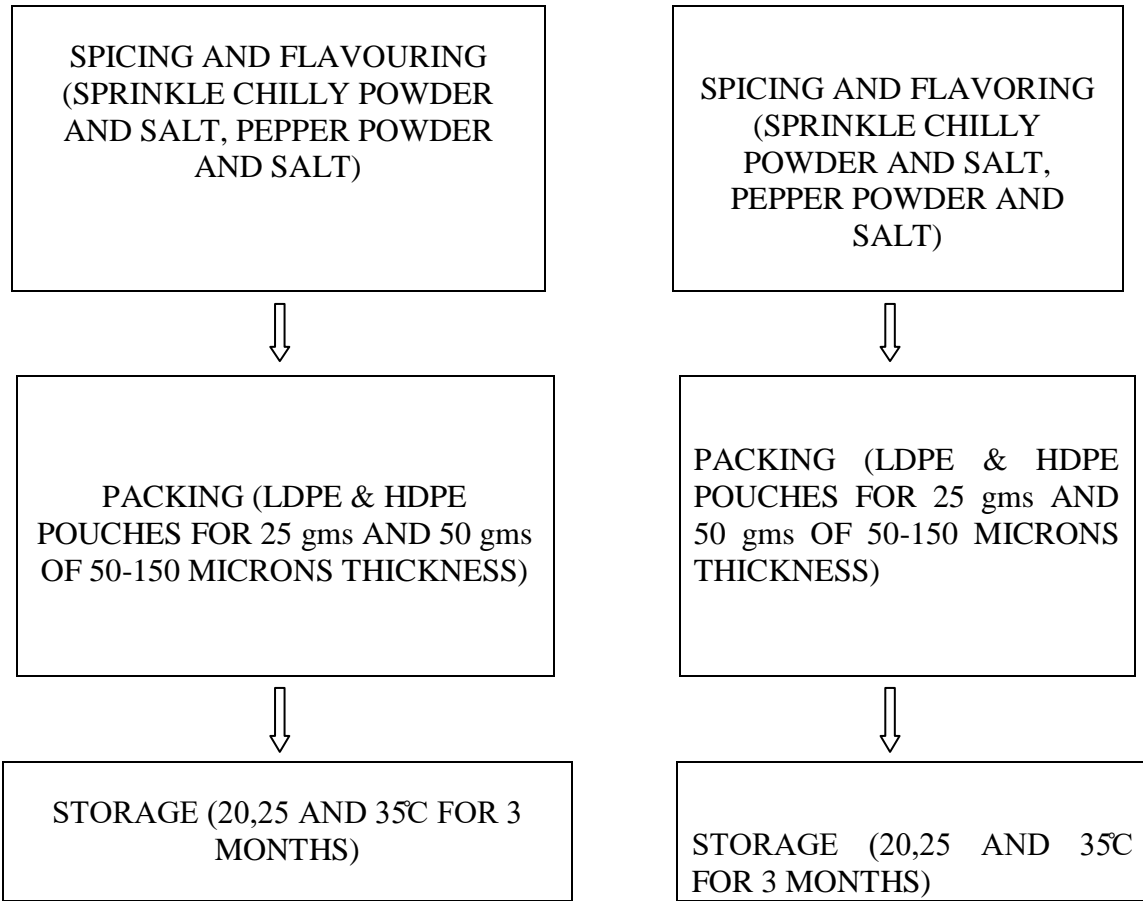 SPICING AND FLAVOURING
(SPRINKLE CHILLY POWDER
AND SALT, PEPPER POWDER
AND SALT)
PACKING (LDPE & HDPE
POUCHES FOR 25 gms AND 50 gms
OF 50-150 MICRONS THICKNESS)
STORAGE (20,25 AND 35℃ FOR 3
MONTHS)
SPICING AND FLAVORING
(SPRINKLE CHILLY
POWDER AND SALT,
PEPPER POWDER AND
SALT)
PACKING (LDPE & HDPE
POUCHES FOR 25 gms AND
50 gms OF 50-150 MICRONS
THICKNESS)
STORAGE (20,25 AND 35℃
FOR 3 MONTHS)